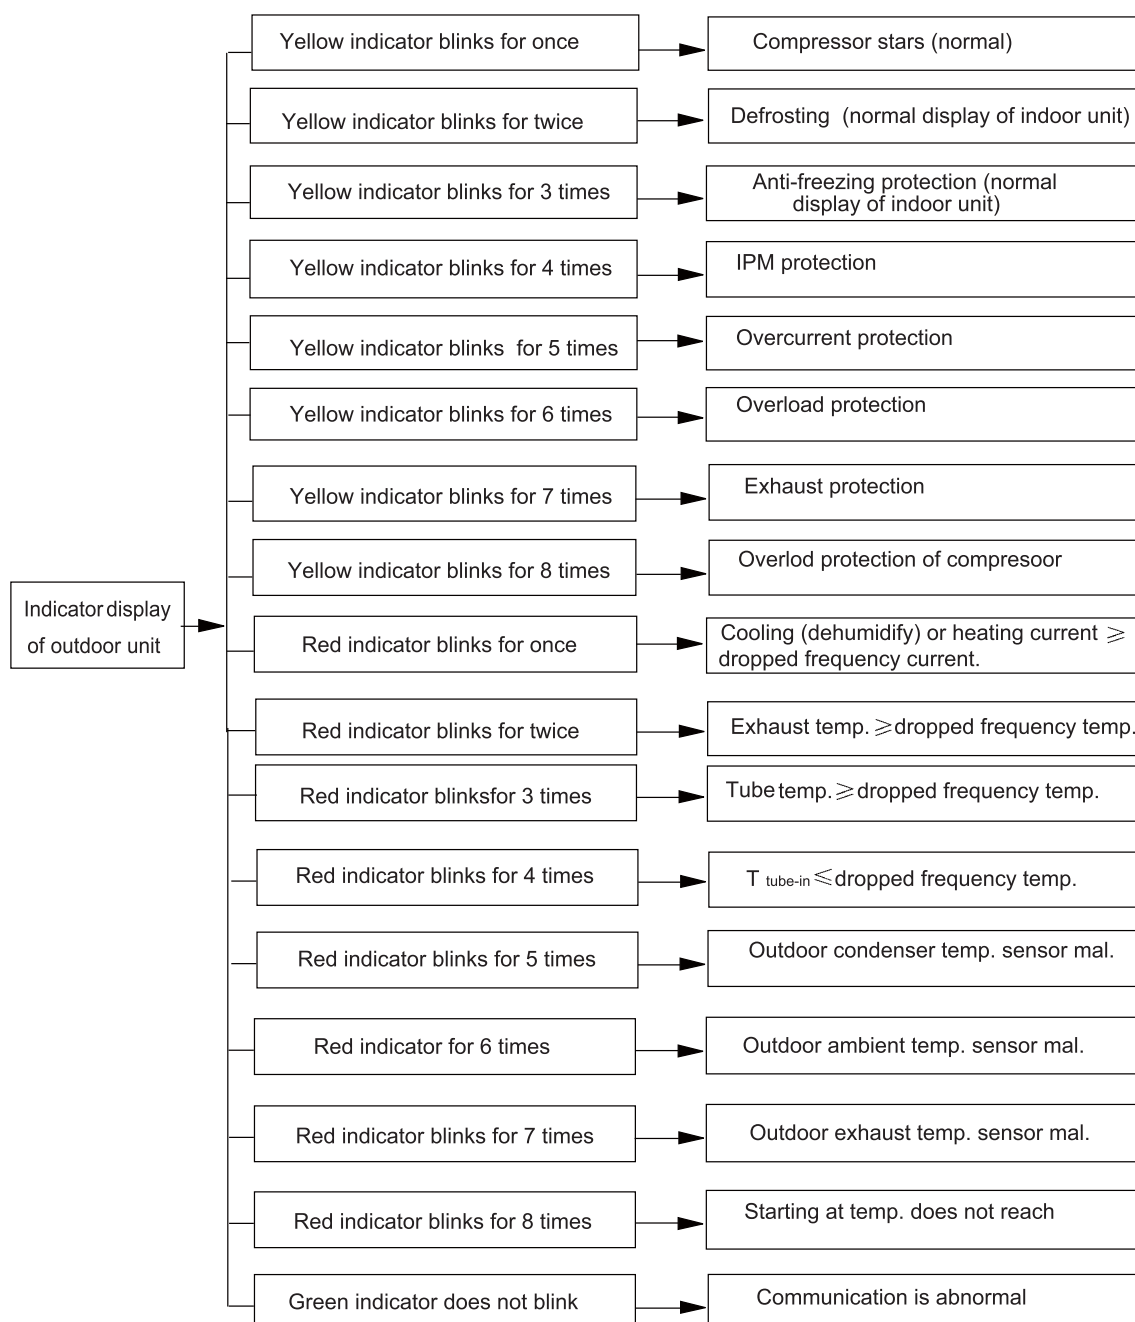 Yellow indicator blinks for once
Compressor stars (normal)
Yellow indicator blinks for twice
Defrosting (normal display of indoor unit)
Yellow indicator blinks for 3 times
Anti-freezing protection (normal
display of indoor unit)
Yellow indicator blinks for 4 times
IPM protection
Yellow indicator blinks for 5 times
Overcurrent protection
Yellow indicator blinks for 6 times
Overload protection
Yellow indicator blinks for 7 times
Exhaust protection
Yellow indicator blinks for 8 times
Overlod protection of compresoor
Indicator display
of outdoor unit
Red indicator blinks for once
Cooling (dehumidify) or heating current ⩾
dropped frequency current.
Red indicator blinks for twice
Exhaust temp. ⩾dropped frequency temp.
Red indicator blinksfor 3 times
Tube temp. ⩾dropped frequency temp.
Red indicator blinks for 4 times
T tube-in ⩽dropped frequency temp.
Red indicator blinks for 5 times
Outdoor condenser temp. sensor mal.
Red indicator for 6 times
Outdoor ambient temp. sensor mal.
Red indicator blinks for 7 times
Outdoor exhaust temp. sensor mal.
Red indicator blinks for 8 times
Starting at temp. does not reach
Green indicator does not blink
Communication is abnormal